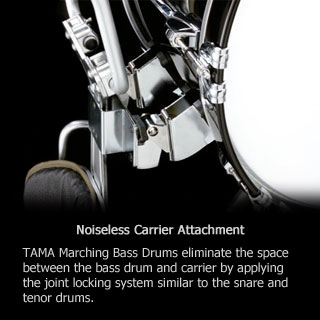 Noiseless Carrier Attachment
TAMA Marching Bass Drums eliminate the space
between the bass drum and carrier by applying
the joint locking system similar to the snare and
tenor drums.